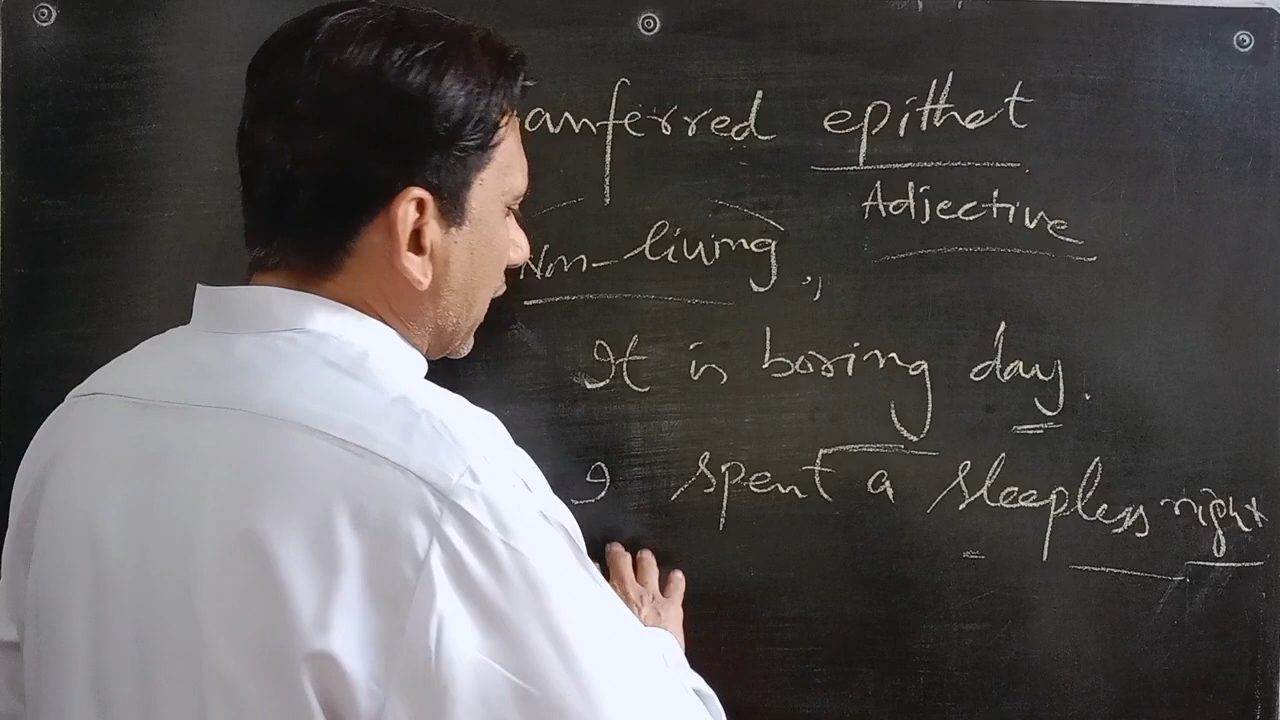 anferred epithet
Adjective
Non-living,
It is boring day.
I spent a sleepless night